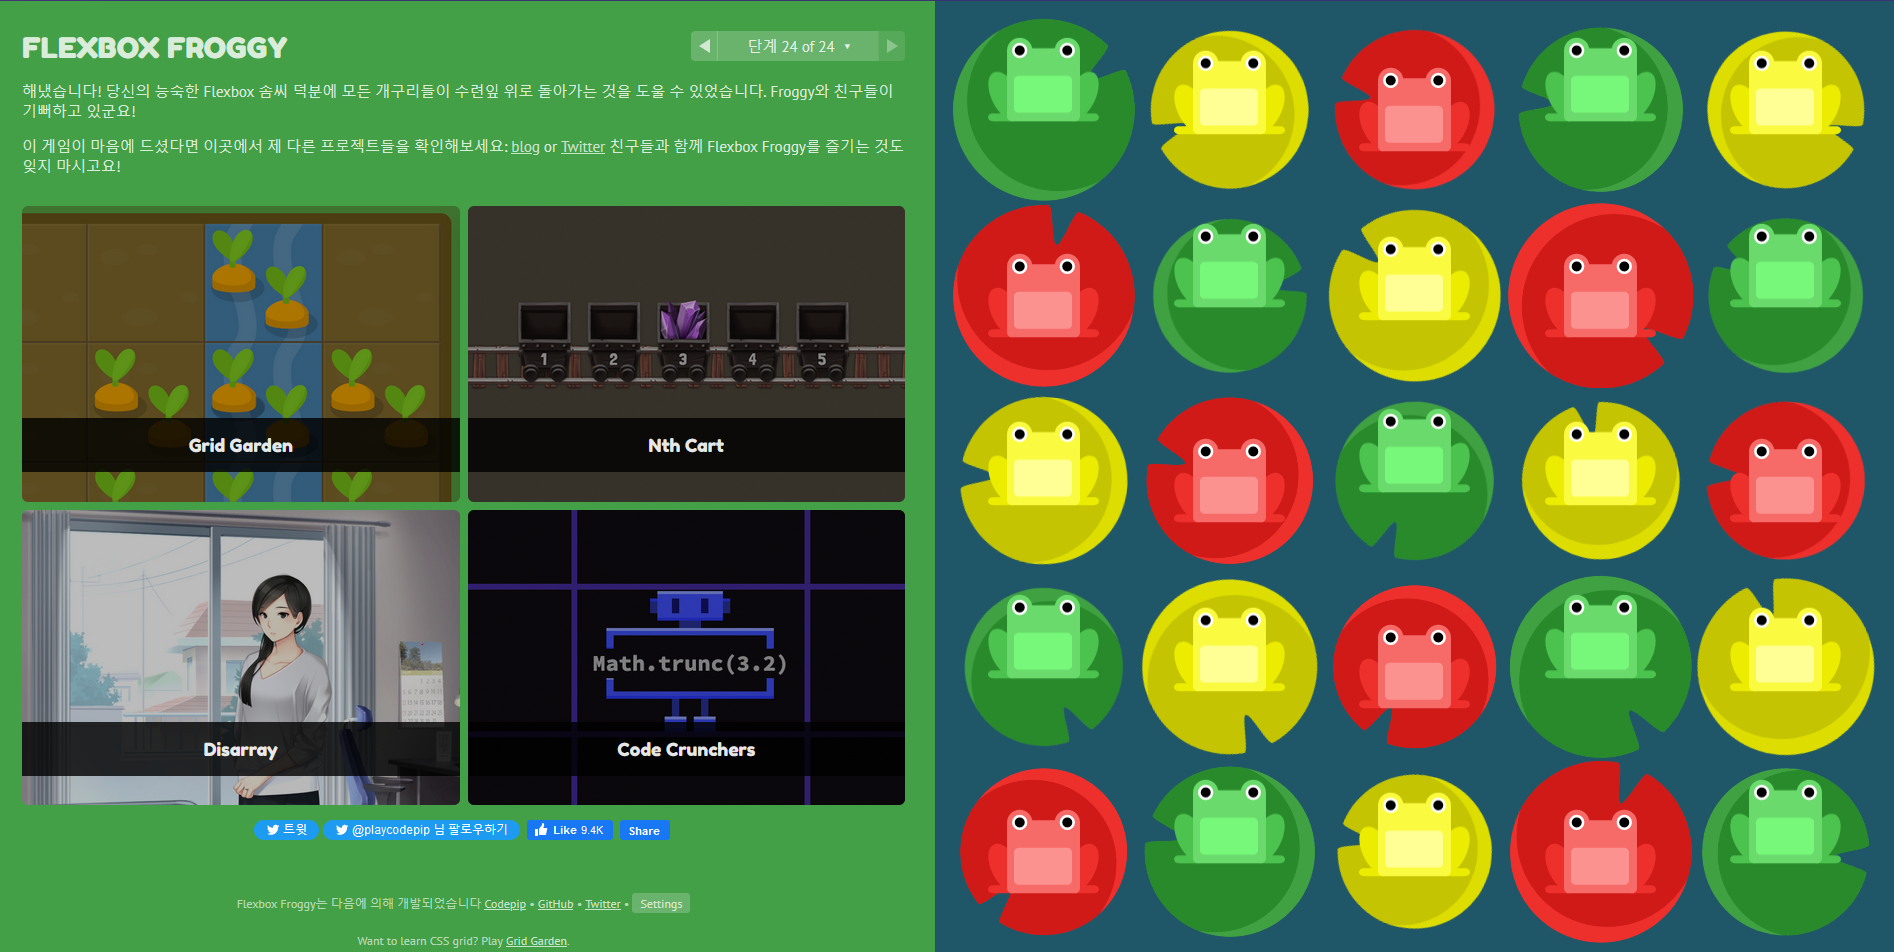 FLEXBOX FROGGY
단계 24 of 24
해냈습니다! 당신의 능숙한 Flexbox 솜씨 덕분에 모든 개구리들이 수련잎 위로 돌아가는 것을 도울 수 있었습니다. Froggy와 친구들이
기뻐하고 있군요!
이 게임이 마음에 드셨다면 이곳에서 제 다른 프로젝트들을 확인해보세요: blog or Twitter 친구들과 함께 Flexbox Froggy를 즐기는 것도
잊지 마시고요!
1 2 3 4 5
Grid Garden
Nth Cart
Math.trunc(3.2)
Disarray
Code Crunchers
트윗
@playcodepip 님 팔로우하기
Like 9.4K
Share
Flexbox Froggy는 다음에 의해 개발되었습니다 Codepip • GitHub • Twitter • Settings
Want to learn CSS grid? Play Grid Garden.